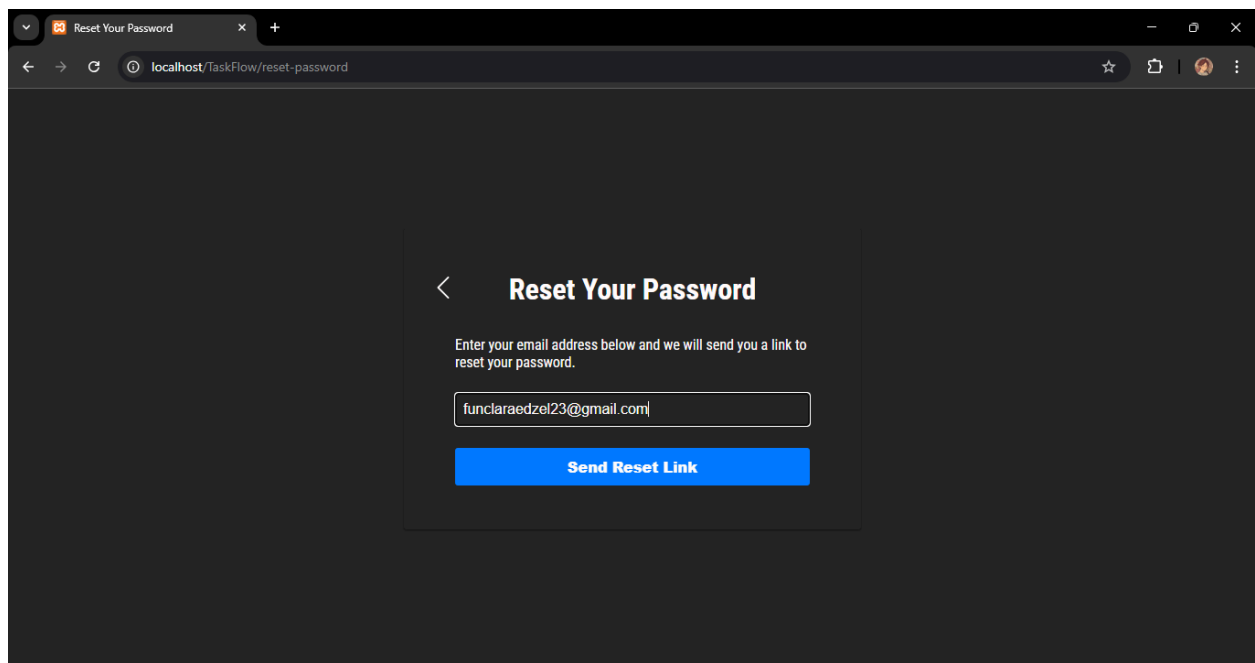 Reset Your Password
localhost/TaskFlow/reset-password
Reset Your Password
Enter your email address below and we will send you a link to
reset your password.
funclaraedzel23@gmail.com
Send Reset Link